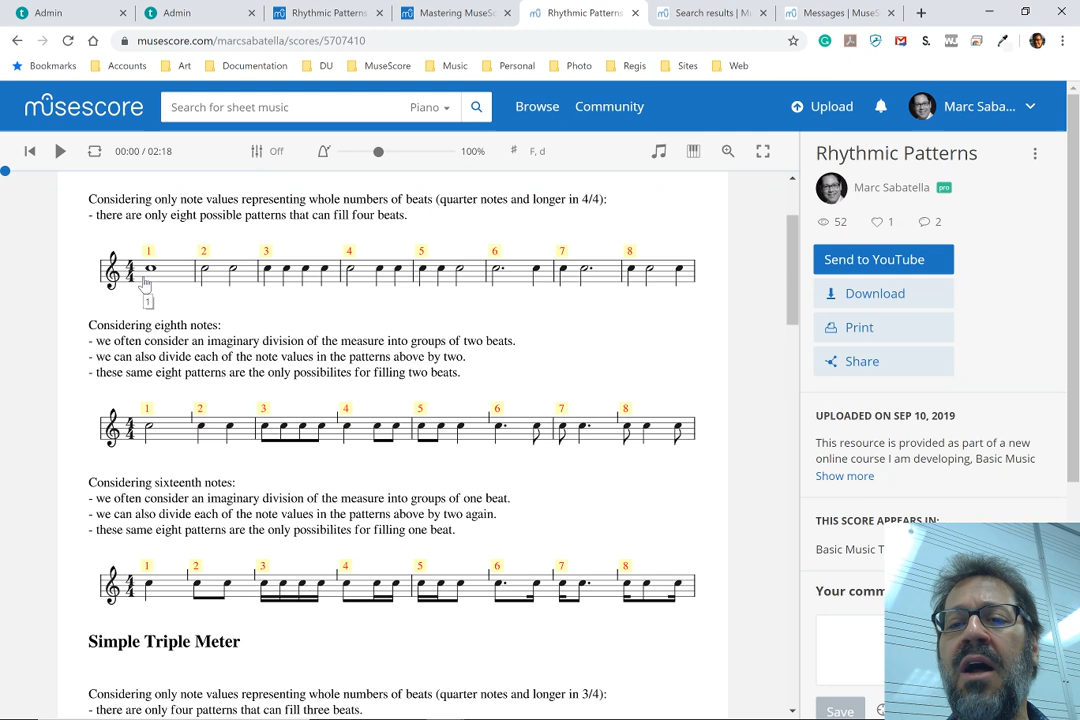 Admin
Admin
Rhythmic Patterns
Mastering MuseSc
Rhythmic Patterns
Search results | M
Messages | MuseSc
musescore.com/marcsabatella/scores/5707410
Bookmarks Accounts Art Documentation DU MuseScore Music Personal Photo Regis Sites Web
musescore
Search for sheet music Piano
Browse Community
Upload
Marc Saba...
00:00 / 02:18
Off
100%
F, d
Considering only note values representing whole numbers of beats (quarter notes and longer in 4/4):
- there are only eight possible patterns that can fill four beats.
1 2 3 4 5 6 7 8
4
4
1
Considering eighth notes:
- we often consider an imaginary division of the measure into groups of two beats.
- we can also divide each of the note values in the patterns above by two.
- these same eight patterns are the only possibilites for filling two beats.
1 2 3 4 5 6 7 8
4
4
Considering sixteenth notes:
- we often consider an imaginary division of the measure into groups of one beat.
- we can also divide each of the note values in the patterns above by two again.
- these same eight patterns are the only possibilites for filling one beat.
1 2 3 4 5 6 7 8
4
4
Simple Triple Meter
Considering only note values representing whole numbers of beats (quarter notes and longer in 3/4):
- there are only four patterns that can fill three beats.
Rhythmic Patterns
Marc Sabatella pro
52 1 2
Send to YouTube
Download
Print
Share
UPLOADED ON SEP 10, 2019
This resource is provided as part of a new
online course I am developing, Basic Music
Show more
THIS SCORE APPEARS IN:
Basic Music T
Your comm
Save